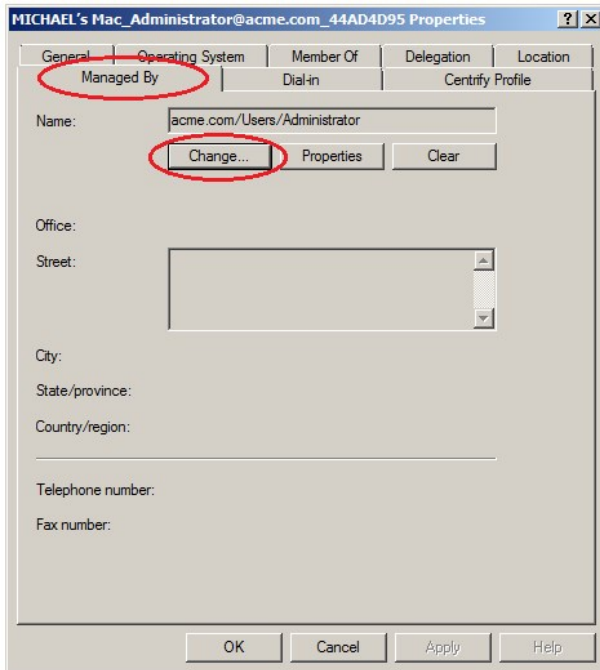 MICHAEL's Mac_Administrator@acme.com_44AD4D95 Properties
General Operating System Member Of Delegation Location
Managed By Dial-in Centrify Profile
Name: acme.com/Users/Administrator
Change... Properties Clear
Office:
Street:
City:
State/province:
Country/region:
Telephone number:
Fax number:
OK Cancel Apply Help